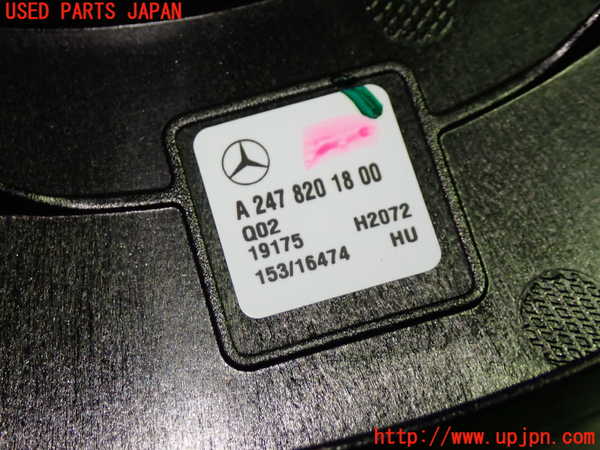 USED PARTS JAPAN
A 247 820 18 00
Q02
19175 H2072
153/16474 HU
http://www.upjpn.com/